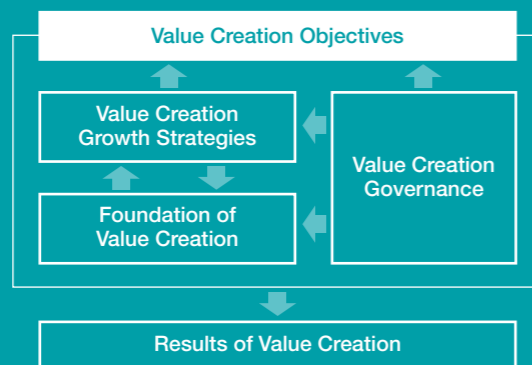 Value Creation Objectives
Value Creation
Growth Strategies
Foundation of
Value Creation
Value Creation
Governance
Results of Value Creation